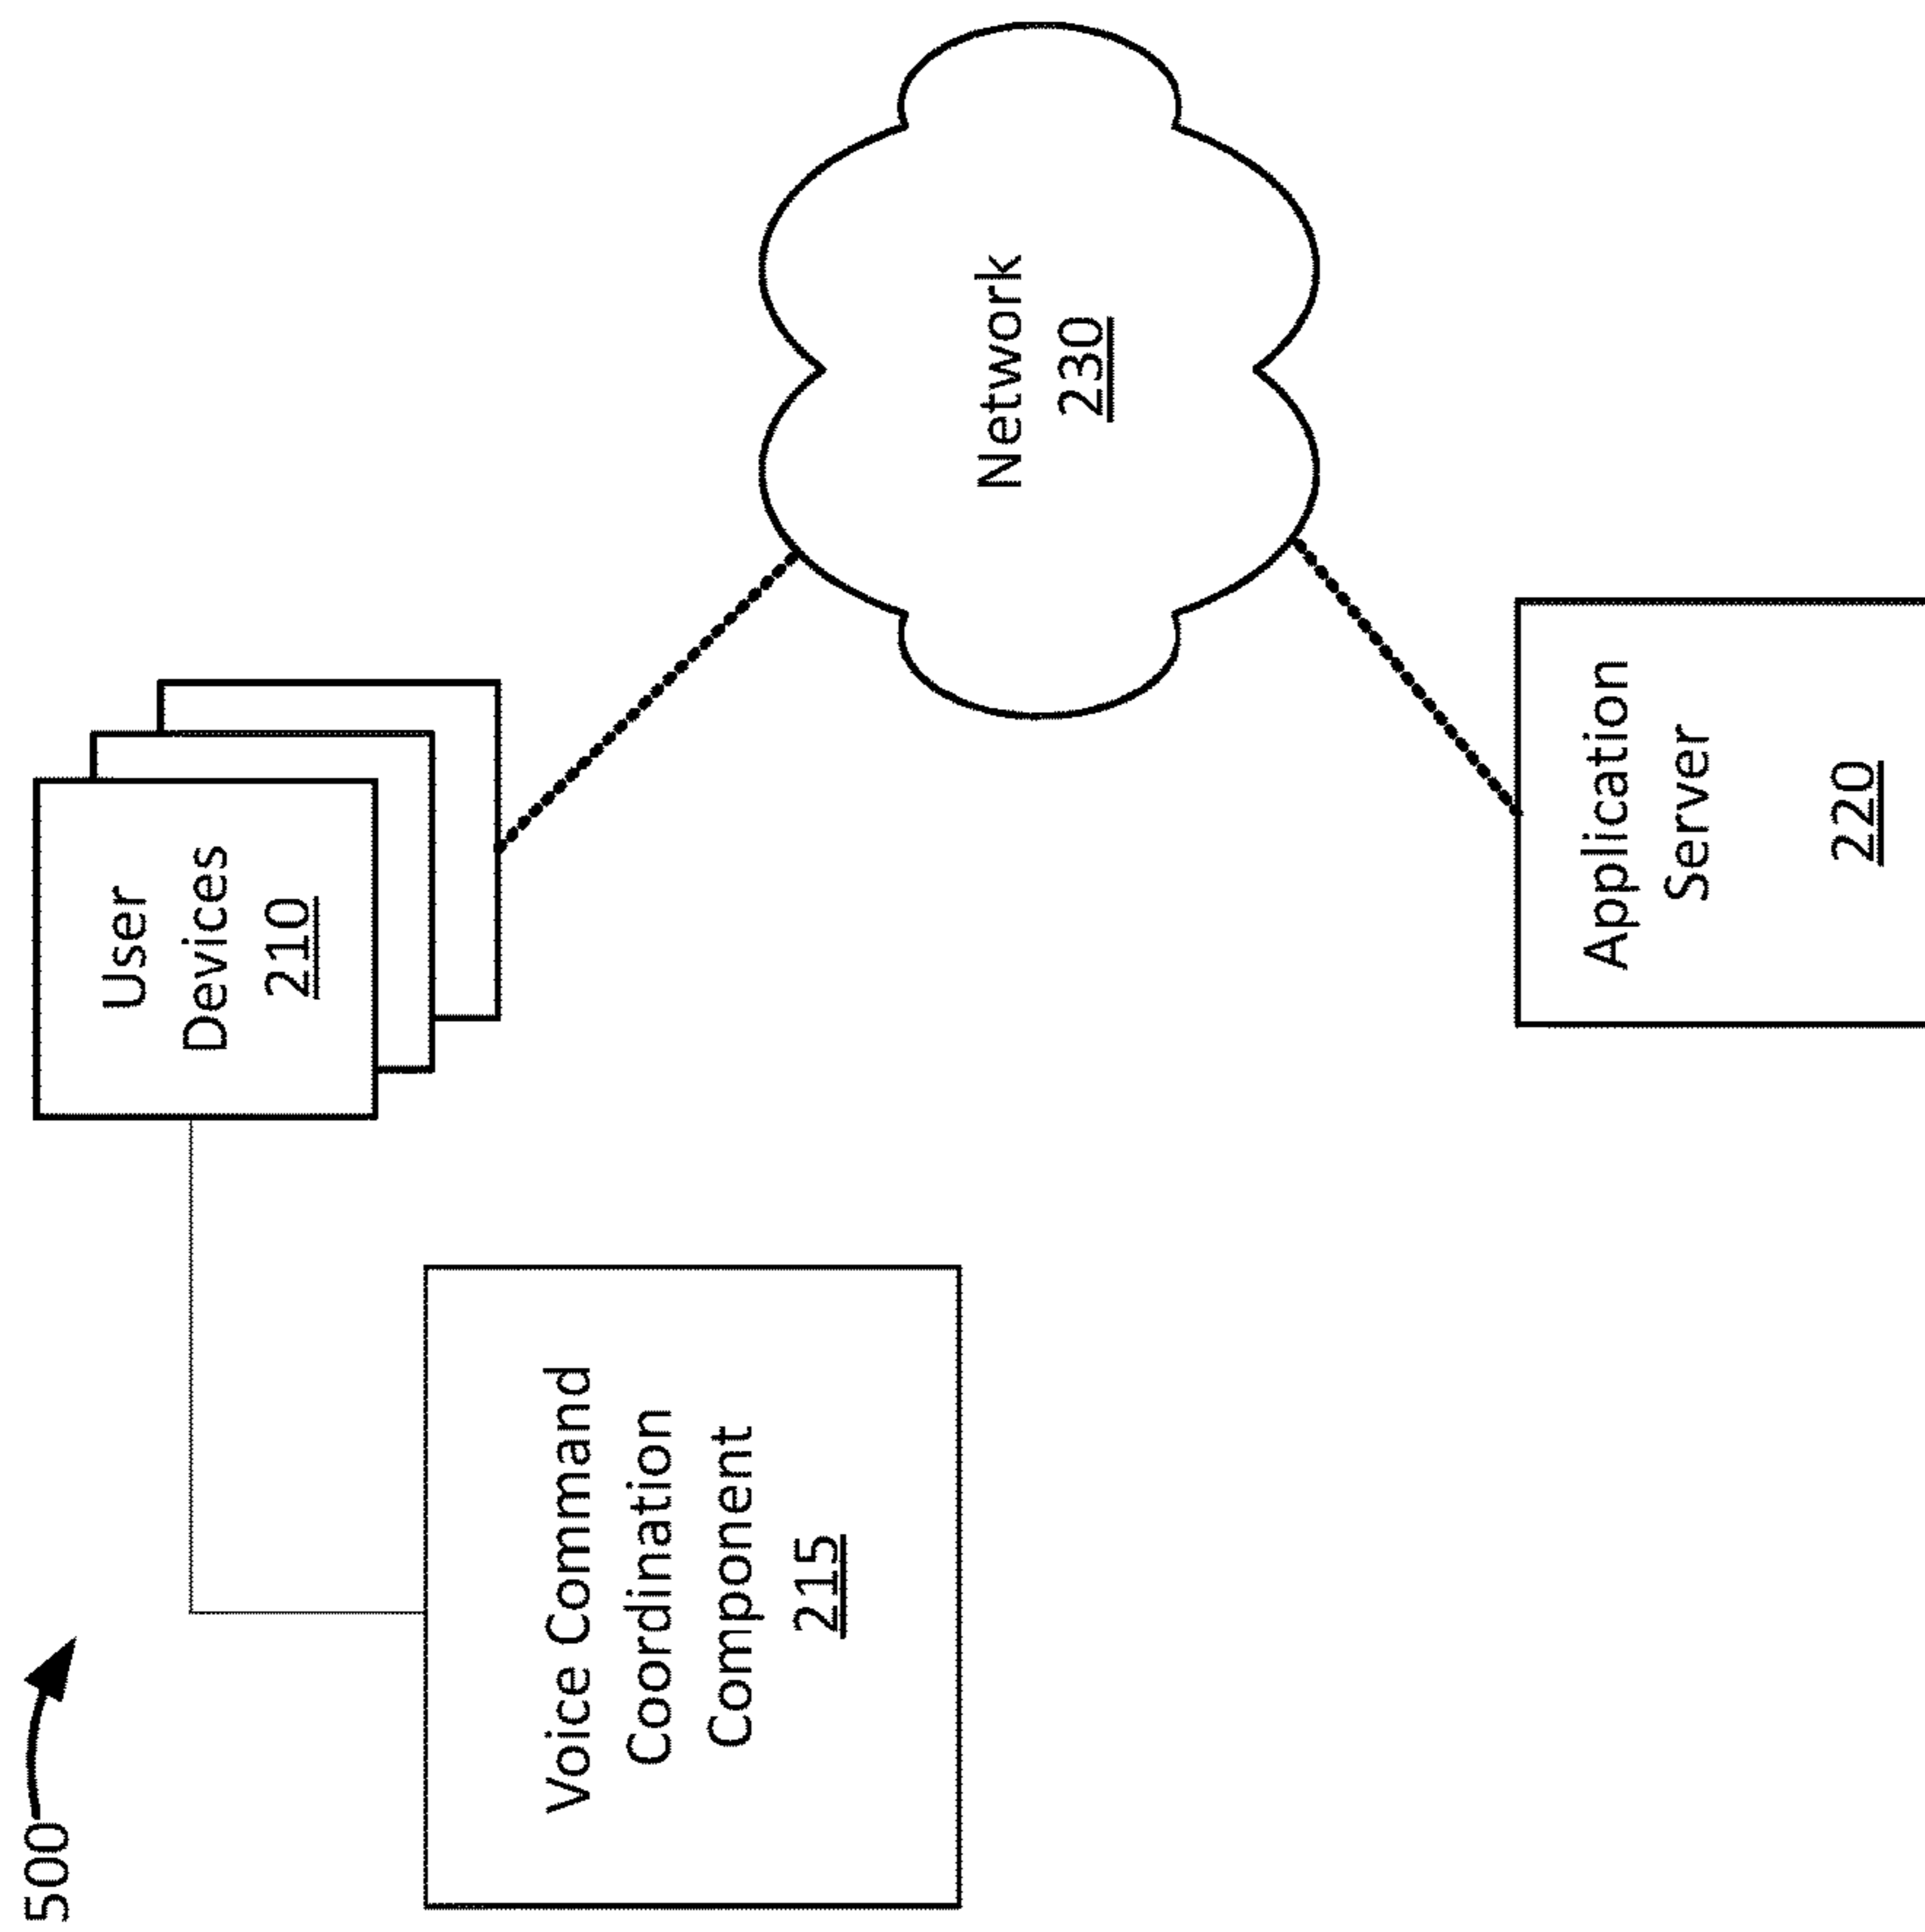 500
User
Devices
210
Voice Command
Coordination
Component
215
Network
230
Application
Server
220